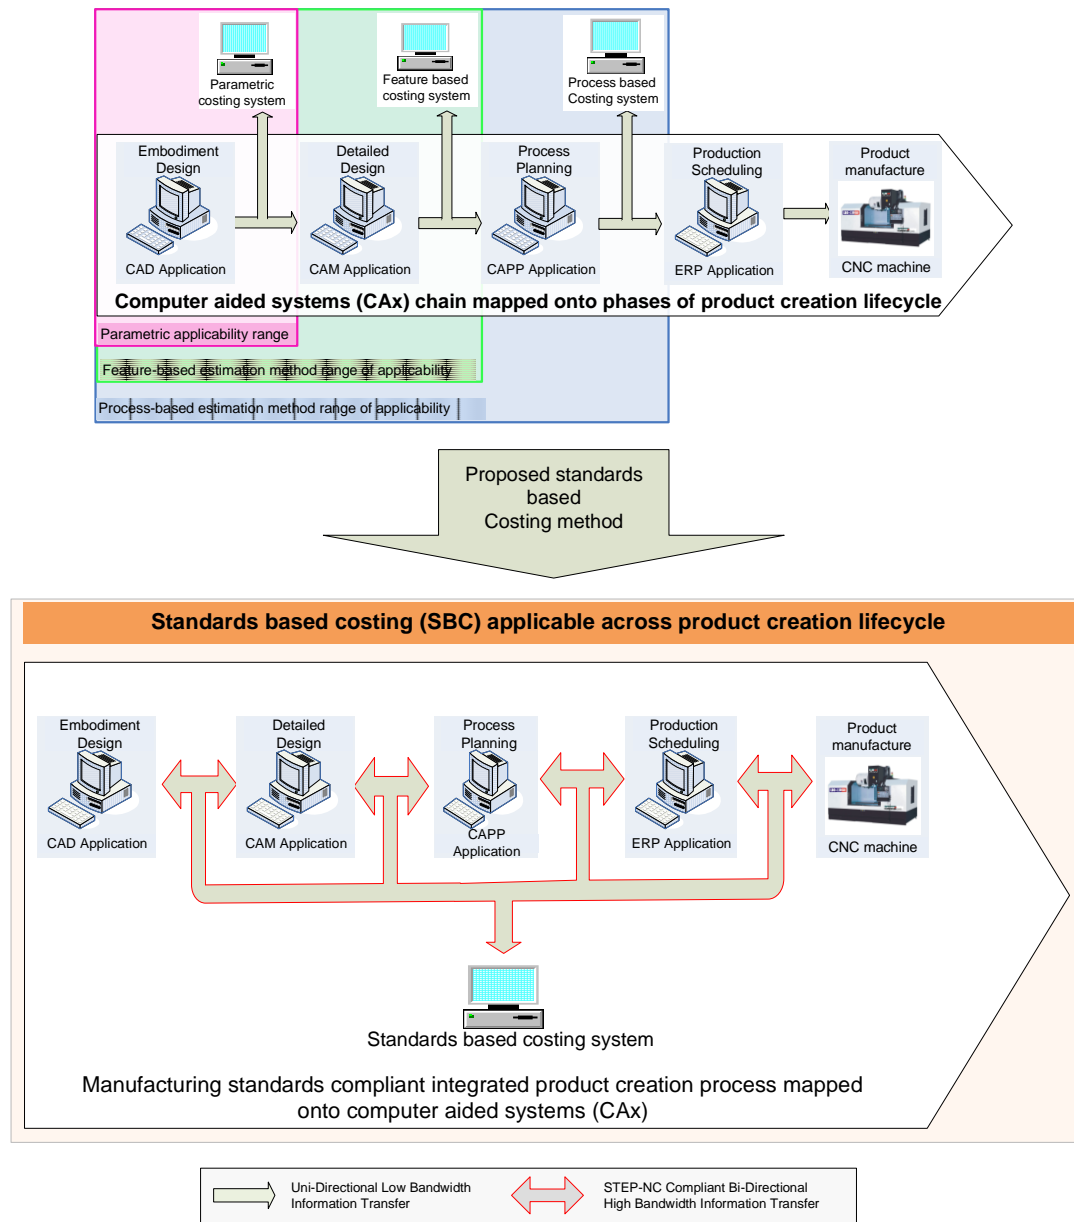 Parametric
costing system
Feature based
costing system
Process based
Costing system
Embodiment
Design
CAD Application
Detailed
Design
CAM Application
Process
Planning
CAPP Application
Production
Scheduling
ERP Application
Product
manufacture
CNC machine
Computer aided systems (CAx) chain mapped onto phases of product creation lifecycle
Parametric applicability range
Feature-based estimation method range of applicability
Process-based estimation method range of applicability
Proposed standards
based
Costing method
Standards based costing (SBC) applicable across product creation lifecycle
Embodiment
Design
CAD Application
Detailed
Design
CAM Application
Process
Planning
CAPP
Application
Production
Scheduling
ERP Application
Product
manufacture
CNC machine
Standards based costing system
Manufacturing standards compliant integrated product creation process mapped
onto computer aided systems (CAx)
Uni-Directional Low Bandwidth
Information Transfer
STEP-NC Compliant Bi-Directional
High Bandwidth Information Transfer